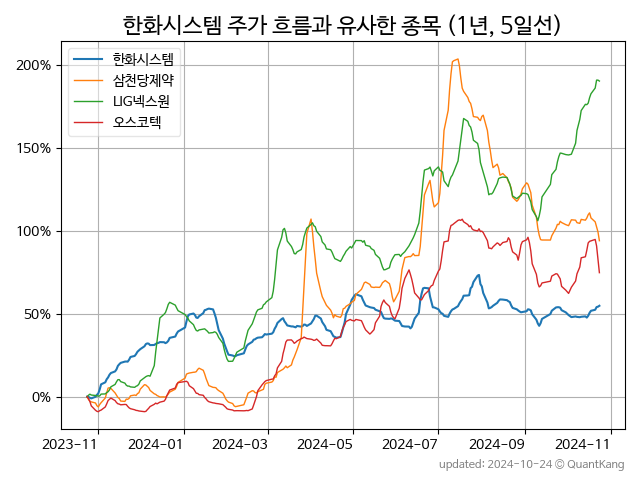 한화시스템 주가 흐름과 유사한 종목 (1년, 5일선)
한화시스템
삼천당제약
LIG넥스원
오스코텍
200%
150%
100%
50%
0%
2023-11 2024-01 2024-03 2024-05 2024-07 2024-09 2024-11
updated: 2024-10-24 © QuantKang